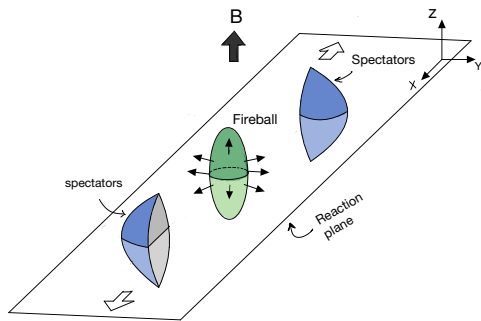 B
Z
Spectators
Y
X
Fireball
spectators
Reaction
plane